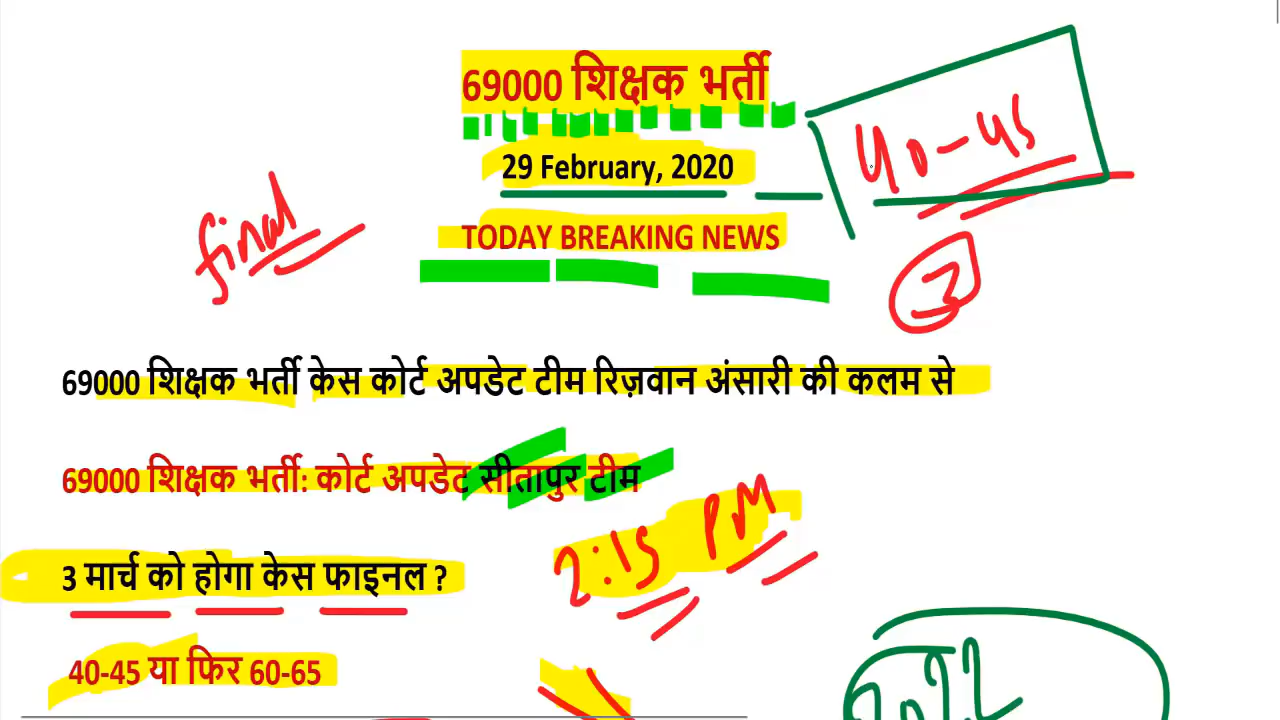 69000 शिक्षक भर्ती
40-45
29 February, 2020
final
TODAY BREAKING NEWS
3
69000 शिक्षक भर्ती केस कोर्ट अपडेट टीम रिज़वान अंसारी की कलम से
69000 शिक्षक भर्ती: कोर्ट अपडेट सीतापुर टीम
2:15 PM
3 मार्च को होगा केस फाइनल ?
40-45 या फिर 60-65